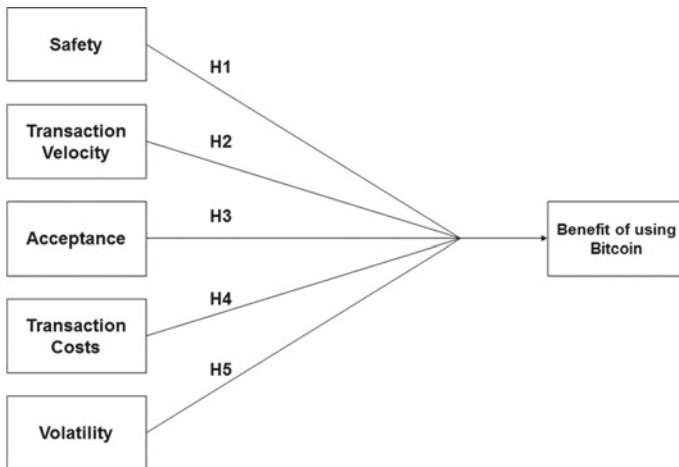 Safety
H1
Transaction
Velocity
H2
Acceptance
H3
Benefit of using
Bitcoin
Transaction
Costs
H4
Volatility
H5